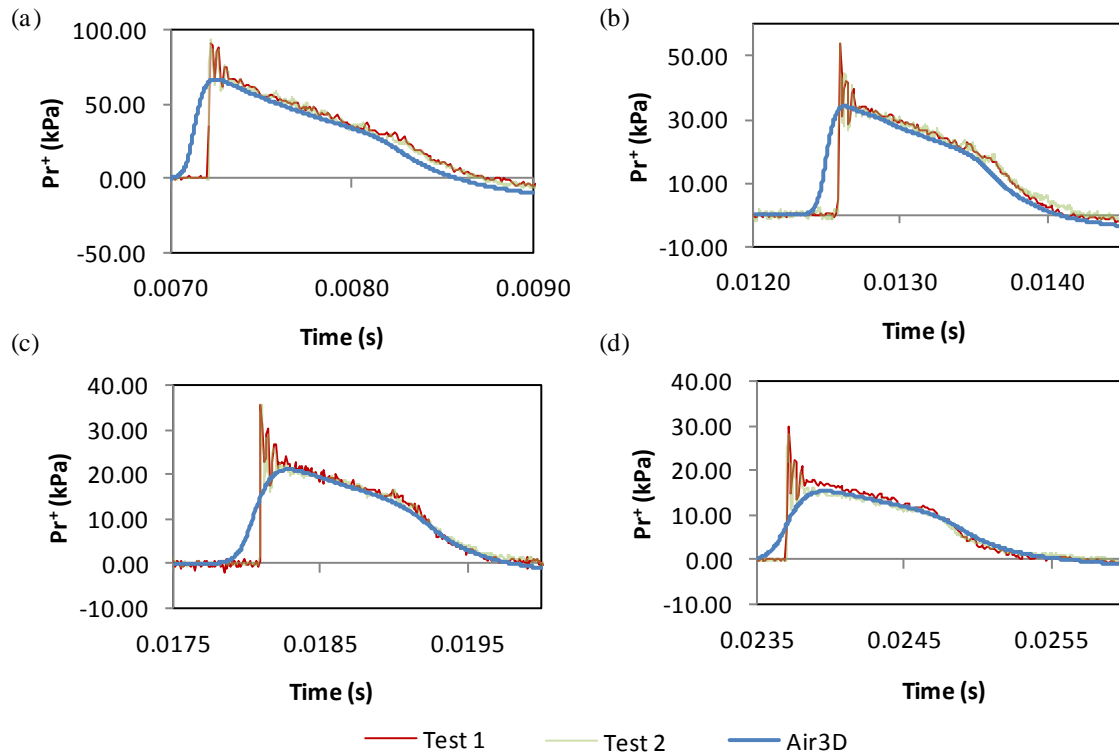 (a)
100.00
50.00
0.00
-50.00
Pr+ (kPa)
0.0070 0.0080 0.0090
Time (s)
(b)
50.00
30.00
10.00
-10.00
Pr+ (kPa)
0.0120 0.0130 0.0140
Time (s)
(c)
40.00
30.00
20.00
10.00
0.00
-10.00
Pr+ (kPa)
0.0175 0.0185 0.0195
Time (s)
(d)
40.00
30.00
20.00
10.00
0.00
-10.00
Pr+ (kPa)
0.0235 0.0245 0.0255
Time (s)
Test 1 Test 2 Air3D